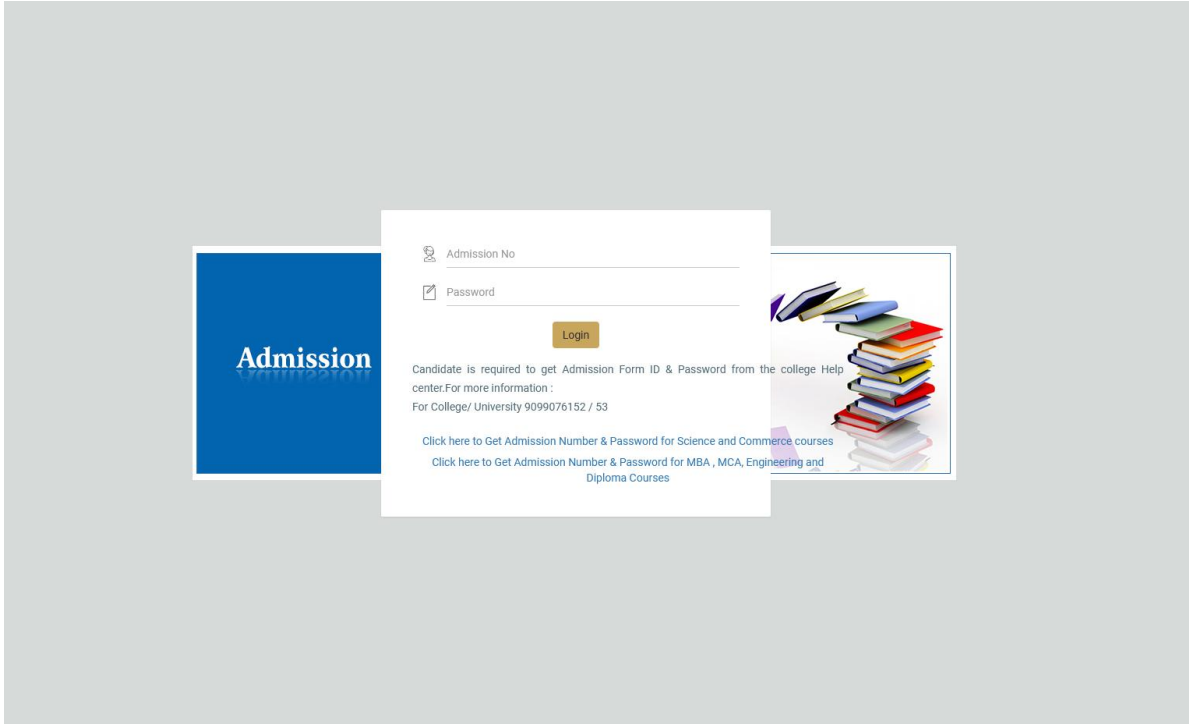 Admission
Admission No
Password
Login
Candidate is required to get Admission Form ID & Password from the college Help
center.For more information :
For College/ University 9099076152 / 53
Click here to Get Admission Number & Password for Science and Commerce courses
Click here to Get Admission Number & Password for MBA , MCA, Engineering and
Diploma Courses